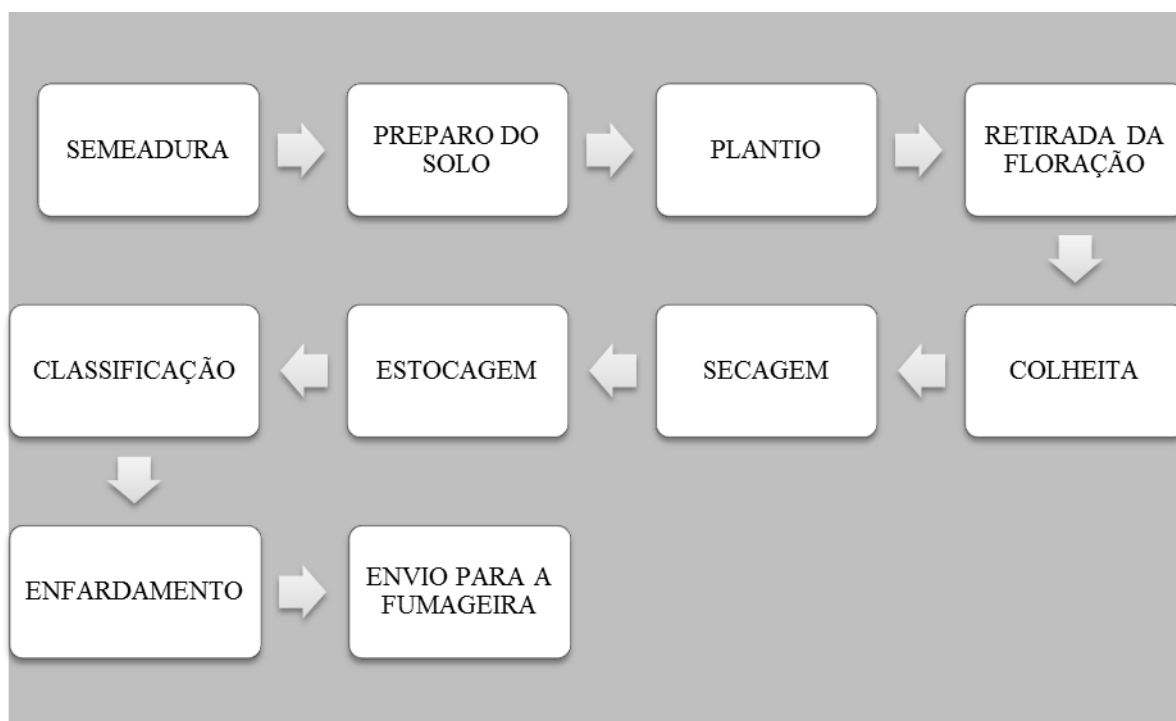 SEMEADURA
PREPARO DO
SOLO
PLANTIO
RETIRADA DA
FLORAÇÃO
COLHEITA
SECAGEM
ESTOCAGEM
CLASSIFICAÇÃO
ENFARDAMENTO
ENVIO PARA A
FUMAGEIRA